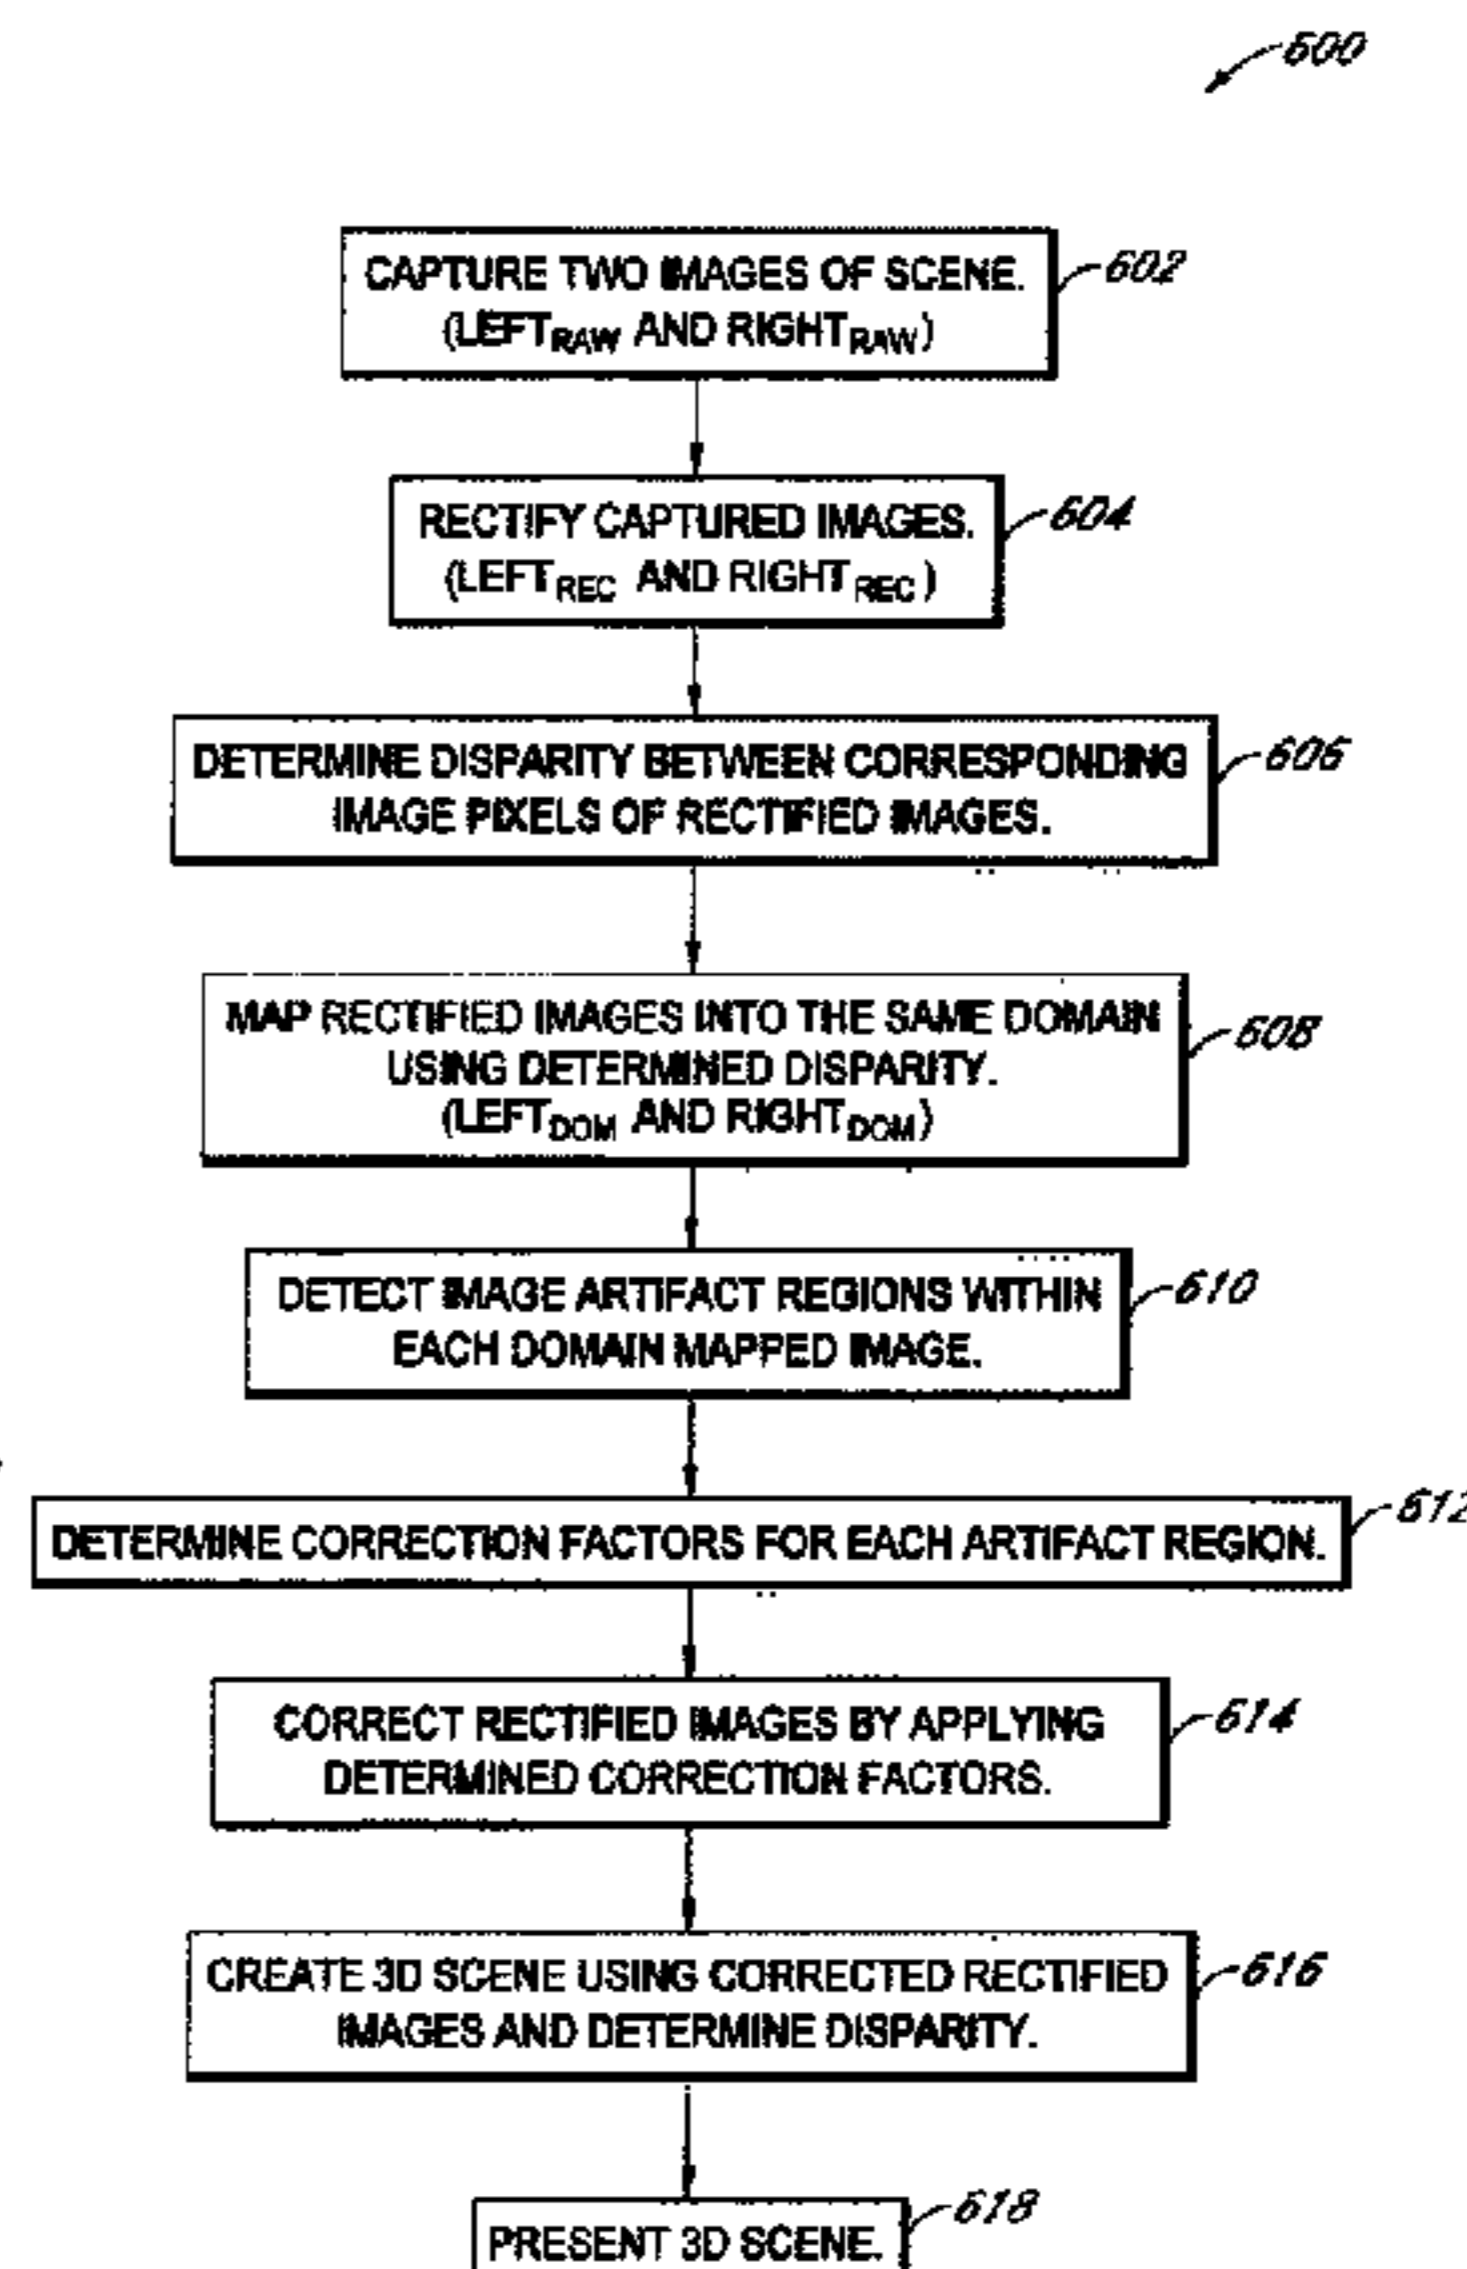 600
CAPTURE TWO IMAGES OF SCENE.
(LEFTRAW AND RIGHTRAW)
602
RECTIFY CAPTURED IMAGES.
(LEFTREC AND RIGHTREC)
604
DETERMINE DISPARITY BETWEEN CORRESPONDING
IMAGE PIXELS OF RECTIFIED IMAGES.
606
MAP RECTIFIED IMAGES INTO THE SAME DOMAIN
USING DETERMINED DISPARITY.
(LEFTDOM AND RIGHTDOM)
608
DETECT IMAGE ARTIFACT REGIONS WITHIN
EACH DOMAIN MAPPED IMAGE.
610
DETERMINE CORRECTION FACTORS FOR EACH ARTIFACT REGION.
612
CORRECT RECTIFIED IMAGES BY APPLYING
DETERMINED CORRECTION FACTORS.
614
CREATE 3D SCENE USING CORRECTED RECTIFIED
IMAGES AND DETERMINE DISPARITY.
616
PRESENT 3D SCENE.
618